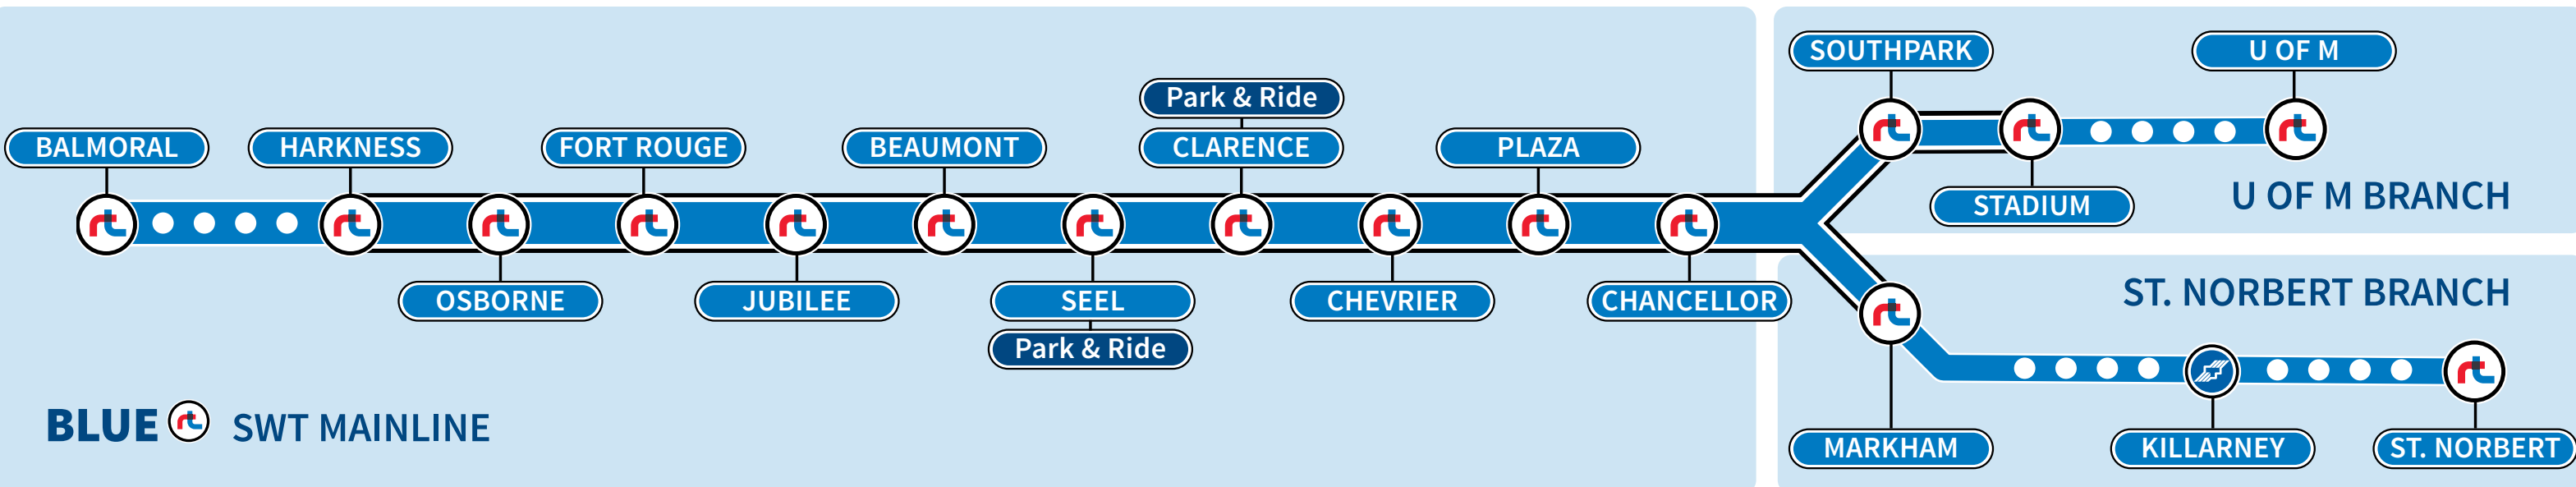 BALMORAL
HARKNESS
OSBORNE
FORT ROUGE
JUBILEE
BEAUMONT
SEEL
Park & Ride
Park & Ride
CLARENCE
CHEVRIER
PLAZA
CHANCELLOR
BLUE rt SWT MAINLINE
SOUTHPARK
STADIUM
U OF M
U OF M BRANCH
ST. NORBERT BRANCH
MARKHAM
KILLARNEY
ST. NORBERT